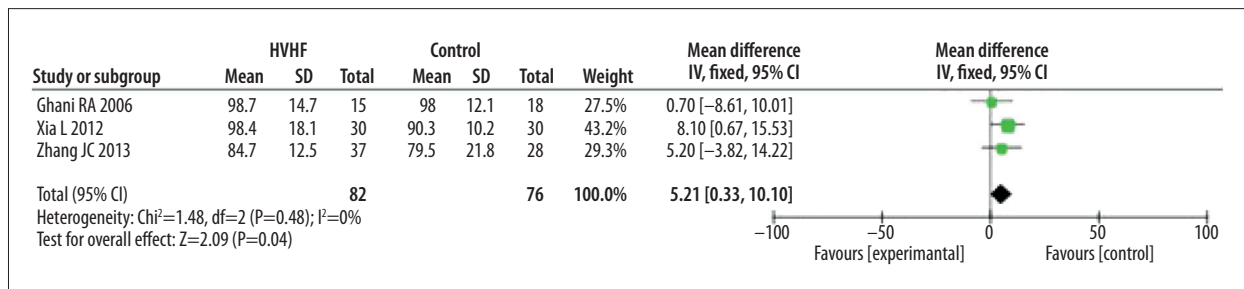 HVHF Control Mean difference Mean difference
Study or subgroup Mean SD Total Mean SD Total Weight IV, fixed, 95% CI IV, fixed, 95% CI
Ghani RA 2006 98.7 14.7 15 98 12.1 18 27.5% 0.70 [−8.61, 10.01]
Xia L 2012 98.4 18.1 30 90.3 10.2 30 43.2% 8.10 [0.67, 15.53]
Zhang JC 2013 84.7 12.5 37 79.5 21.8 28 29.3% 5.20 [−3.82, 14.22]
Total (95% CI) 82 76 100.0% 5.21 [0.33, 10.10]
Heterogeneity: Chi²=1.48, df=2 (P=0.48); I²=0%
Test for overall effect: Z=2.09 (P=0.04)
−100 −50 0 50 100
Favours [experimantal] Favours [control]